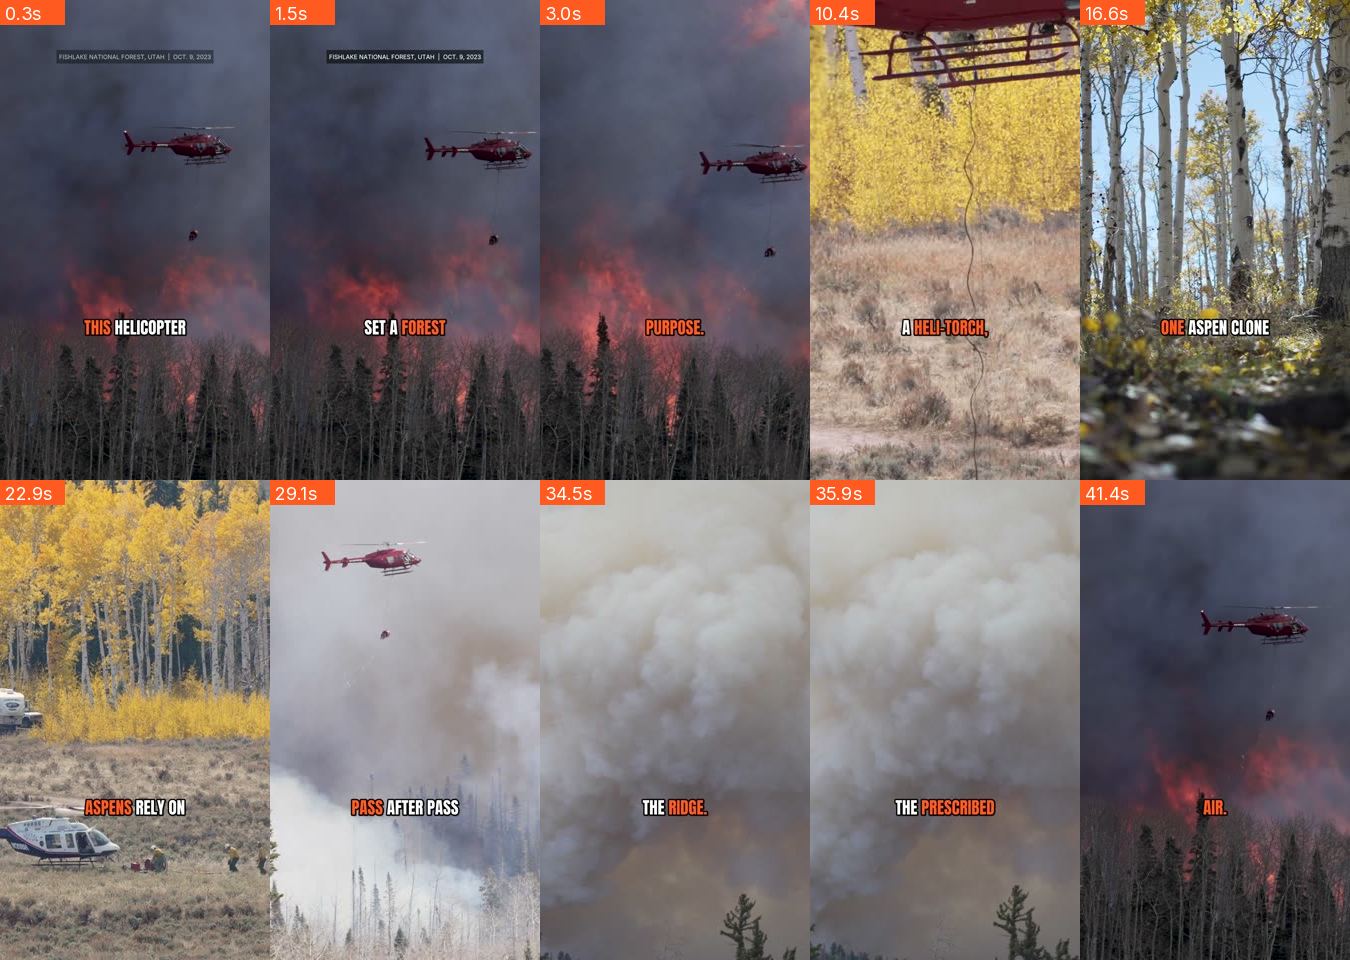 0.3s
FISHLAKE NATIONAL FOREST, UTAH | OCT. 9, 2023
THIS HELICOPTER
1.5s
FISHLAKE NATIONAL FOREST, UTAH | OCT. 9, 2023
SET A FOREST
3.0s
PURPOSE.
10.4s
A HELI-TORCH,
16.6s
ONE ASPEN CLONE
22.9s
ASPENS RELY ON
29.1s
PASS AFTER PASS
34.5s
THE RIDGE.
35.9s
THE PRESCRIBED
41.4s
AIR.